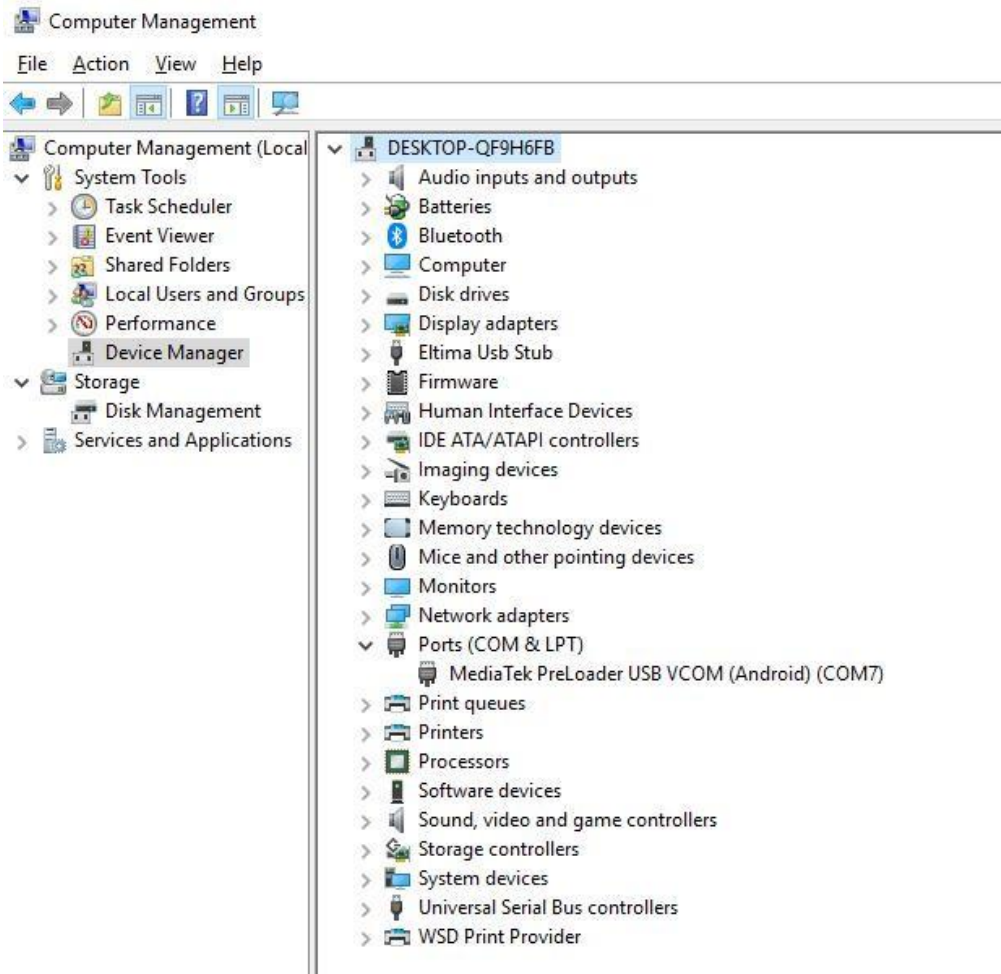 Computer Management
File Action View Help
Computer Management (Local
System Tools
Task Scheduler
Event Viewer
Shared Folders
Local Users and Groups
Performance
Device Manager
Storage
Disk Management
Services and Applications
DESKTOP-QF9H6FB
Audio inputs and outputs
Batteries
Bluetooth
Computer
Disk drives
Display adapters
Eltima Usb Stub
Firmware
Human Interface Devices
IDE ATA/ATAPI controllers
Imaging devices
Keyboards
Memory technology devices
Mice and other pointing devices
Monitors
Network adapters
Ports (COM & LPT)
MediaTek PreLoader USB VCOM (Android) (COM7)
Print queues
Printers
Processors
Software devices
Sound, video and game controllers
Storage controllers
System devices
Universal Serial Bus controllers
WSD Print Provider